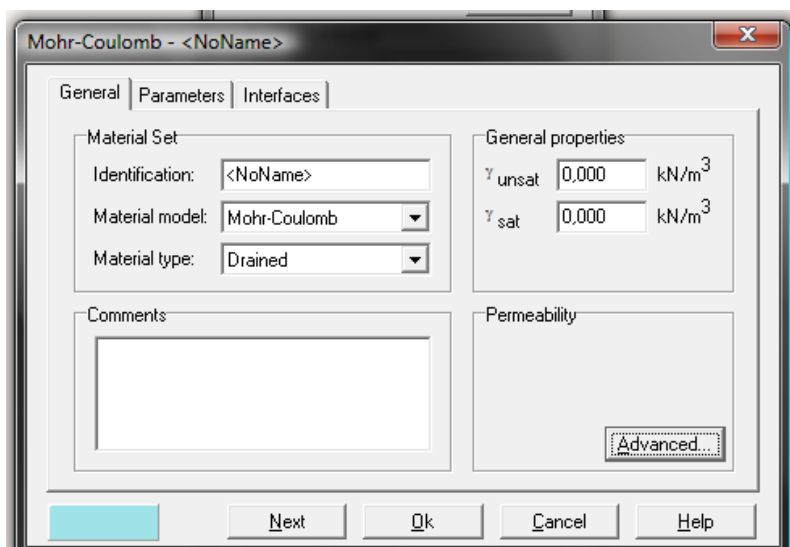 Mohr-Coulomb - <NoName>
General Parameters Interfaces
Material Set
Identification: <NoName>
Material model: Mohr-Coulomb
Material type: Drained
General properties
γ unsat 0,000 kN/m³
γ sat 0,000 kN/m³
Comments
Permeability
Advanced...
Next Ok Cancel Help